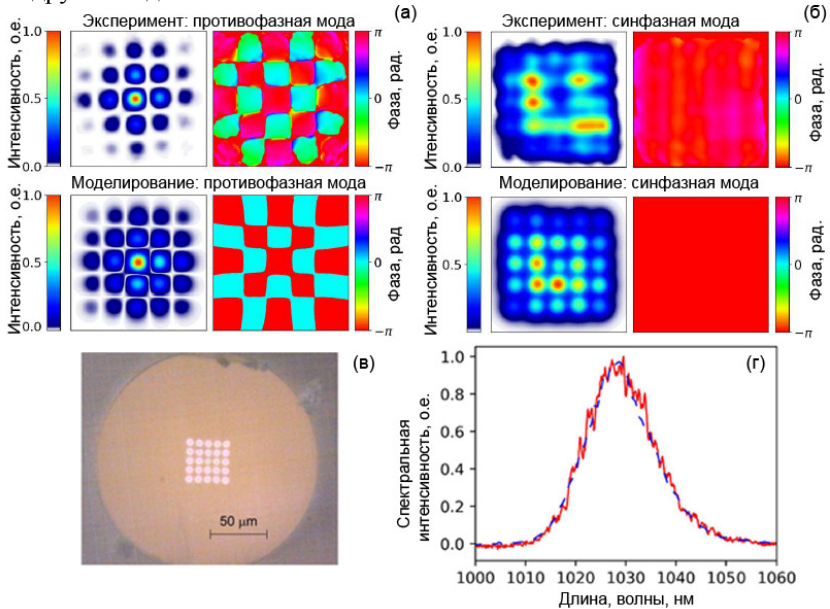 Эксперимент: противофазная мода
(а)
Интенсивность, о.е.
1.0
0.5
0.0
π
0
−π
Фаза, рад.
Эксперимент: синфазная мода
(б)
Интенсивность, о.е.
1.0
0.5
0.0
π
0
−π
Фаза, рад.
Моделирование: противофазная мода
Интенсивность, о.е.
1.0
0.5
0.0
π
0
−π
Фаза, рад
Моделирование: синфазная мода
Интенсивность, о.е.
1.0
0.5
0.0
π
0
−π
Фаза, рад.
(в)
50 μm
(г)
Спектральная
интенсивность, о.е.
1.0
0.8
0.6
0.4
0.2
0.0
1000 1010 1020 1030 1040 1050 1060
Длина, волны, нм